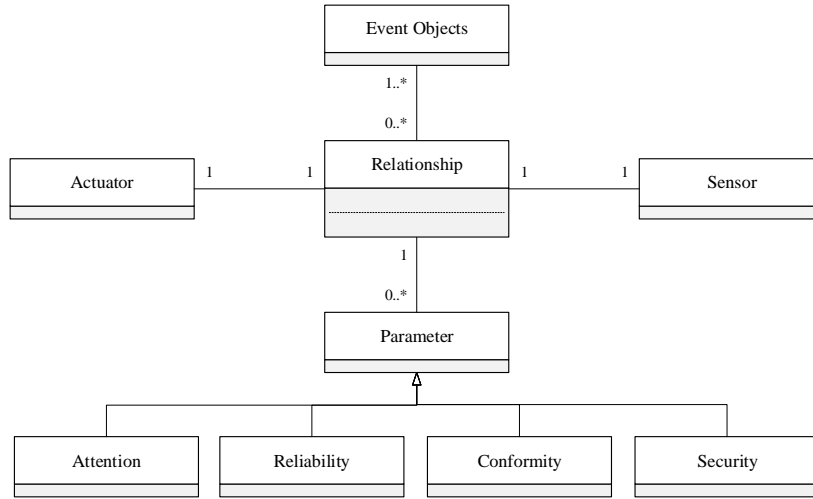 Event Objects
1..*
0..*
Actuator
1
1
Relationship
1
1
Sensor
1
0..*
Parameter
Attention
Reliability
Conformity
Security